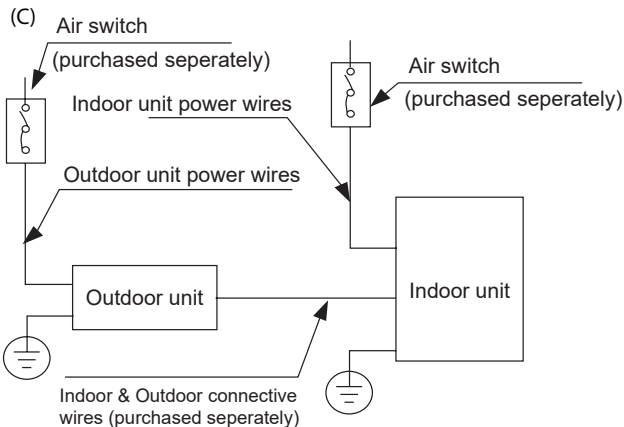 (C)
Air switch
(purchased seperately)
Air switch
(purchased seperately)
Indoor unit power wires
Outdoor unit power wires
Outdoor unit
Indoor unit
Indoor & Outdoor connective
wires (purchased seperately)